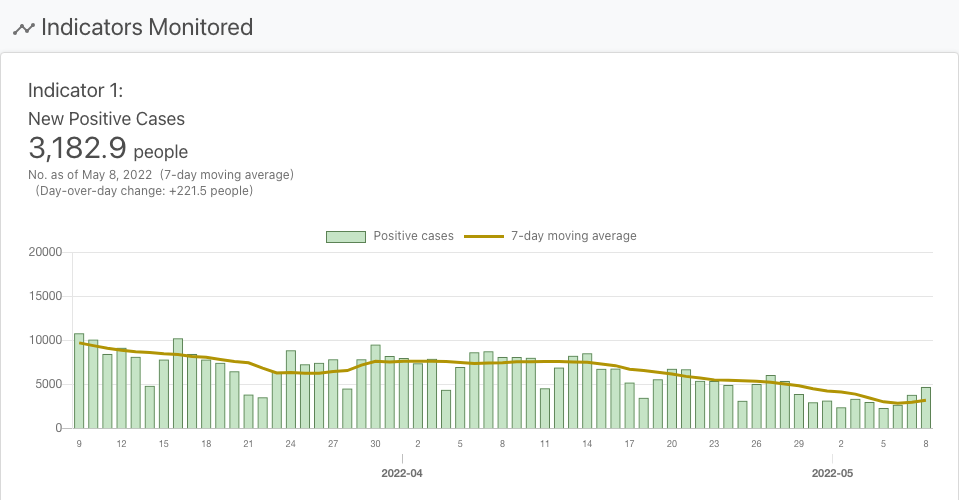 Indicators Monitored
Indicator 1:
New Positive Cases
3,182.9 people
No. as of May 8, 2022 (7-day moving average)
(Day-over-day change: +221.5 people)
Positive cases 7-day moving average
20000
15000
10000
5000
0
9 12 15 18 21 24 27 30 2 5 8 11 14 17 20 23 26 29 2 5 8
2022-04 2022-05